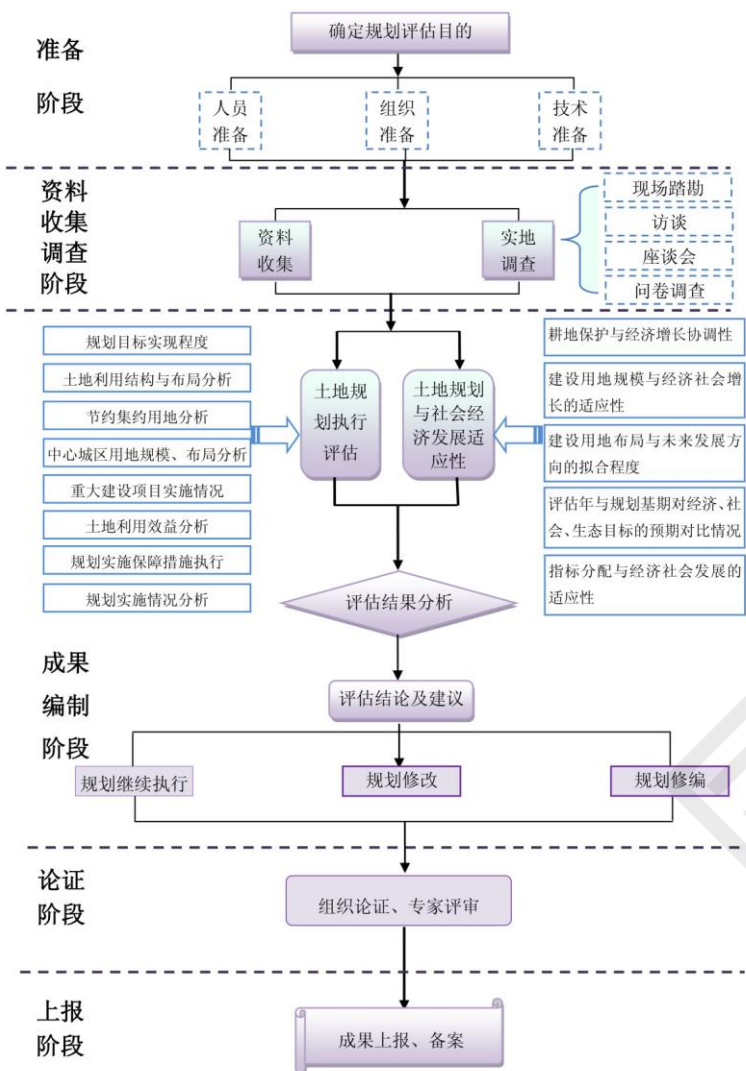 确定规划评估目的
准备
阶段
人员
准备
组织
准备
技术
准备
资料
收集
调查
阶段
资料
收集
实地
调查
现场踏勘
访谈
座谈会
问卷调查
规划目标实现程度
土地利用结构与布局分析
节约集约用地分析
中心城区用地规模、布局分析
重大建设项目实施情况
土地利用效益分析
规划实施保障措施执行
规划实施情况分析
土地规
划执行
评估
土地规划
与社会经
济发展适
应性
耕地保护与经济增长协调性
建设用地规模与经济社会增
长的适应性
建设用地布局与未来发展方
向的拟合程度
评估年与规划基期对经济、社
会、生态目标的预期对比情况
指标分配与经济社会发展的
适应性
评估结果分析
成果
编制
阶段
评估结论及建议
规划继续执行
规划修改
规划修编
论证
阶段
组织论证、专家评审
上报
阶段
成果上报、备案